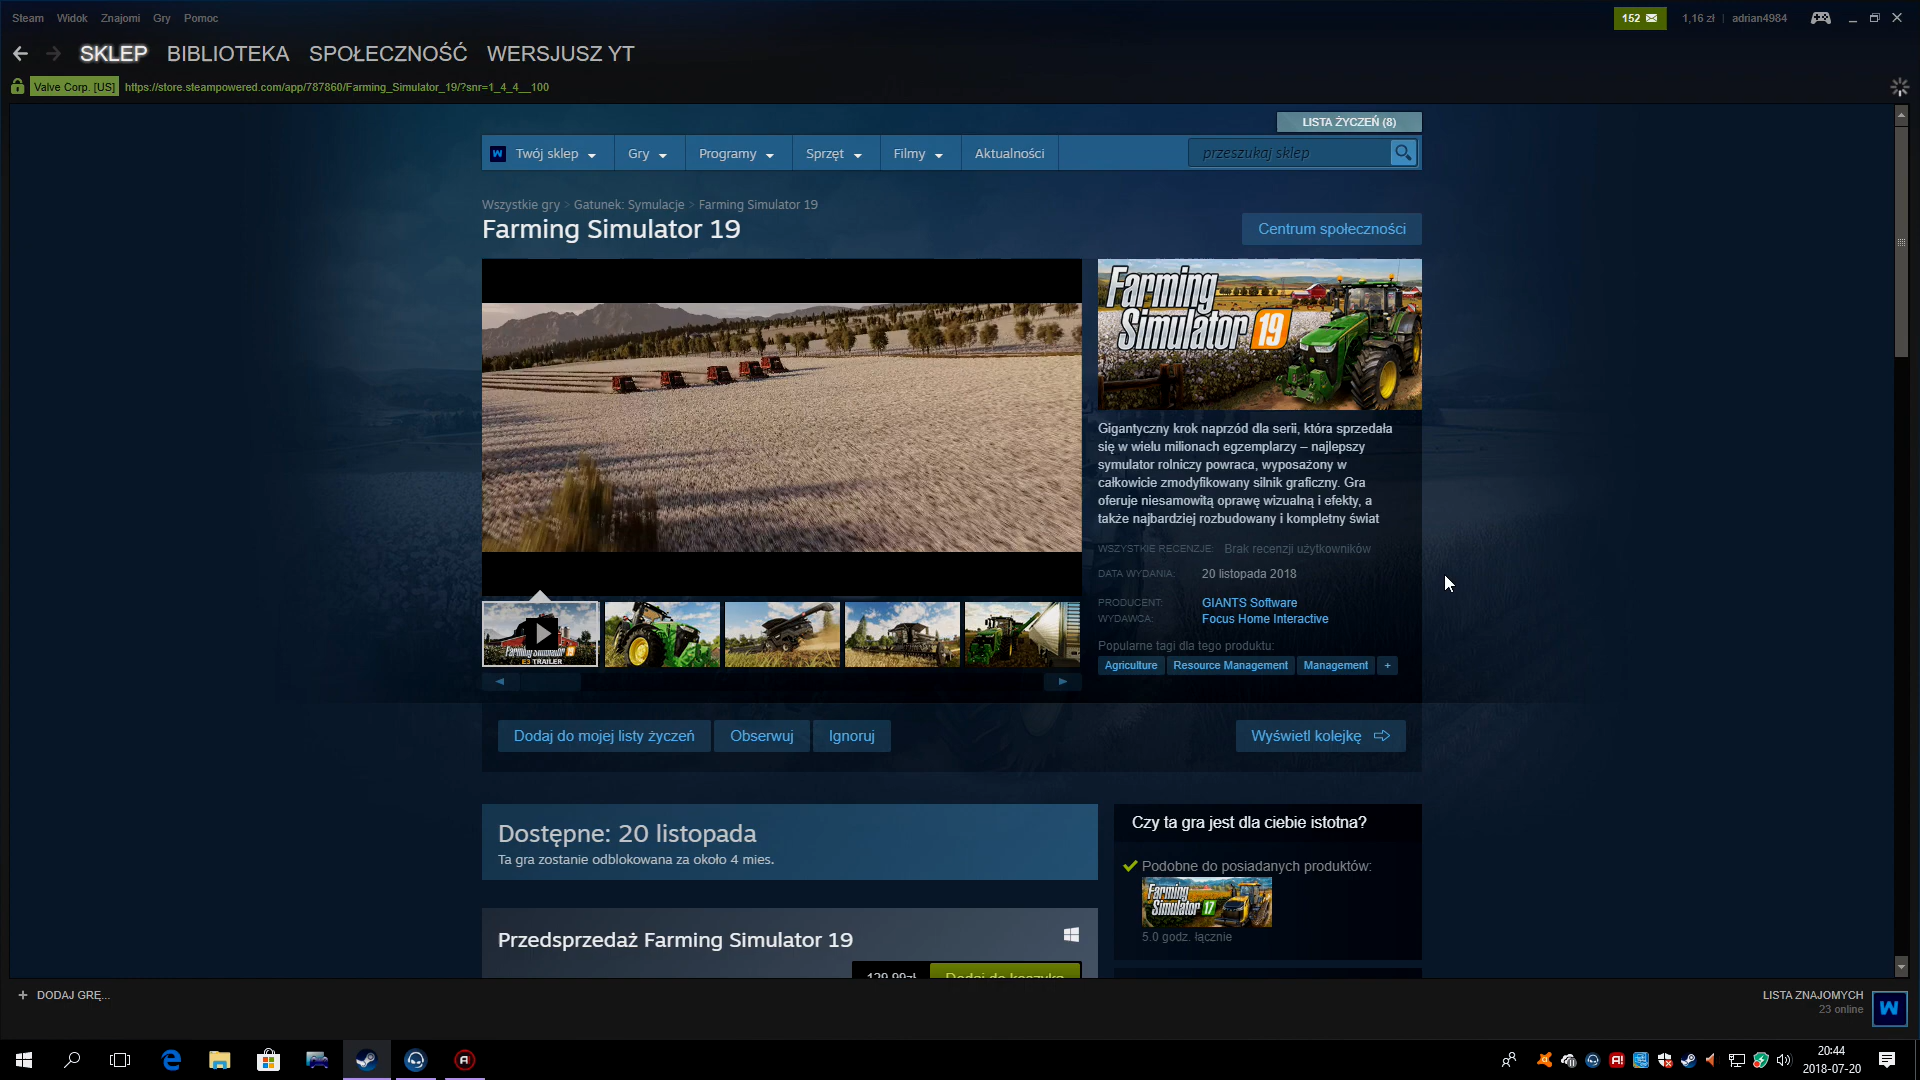 Steam Widok Znajomi Gry Pomoc
152
1,16 zł | adrian4984
SKLEP BIBLIOTEKA SPOŁECZNOŚĆ WERSJUSZ YT
Valve Corp. [US] https://store.steampowered.com/app/787860/Farming_Simulator_19/?snr=1_4_4__100
LISTA ŻYCZEŃ (8)
Twój sklep Gry Programy Sprzęt Filmy Aktualności
przeszukaj sklep
Wszystkie gry > Gatunek: Symulacje > Farming Simulator 19
Farming Simulator 19
Centrum społeczności
Farming
Simulator 19
Gigantyczny krok naprzód dla serii, która sprzedała
się w wielu milionach egzemplarzy – najlepszy
symulator rolniczy powraca, wyposażony w
całkowicie zmodyfikowany silnik graficzny. Gra
oferuje niesamowitą oprawę wizualną i efekty, a
także najbardziej rozbudowany i kompletny świat
WSZYSTKIE RECENZJE: Brak recenzji użytkowników
DATA WYDANIA: 20 listopada 2018
PRODUCENT: GIANTS Software
WYDAWCA: Focus Home Interactive
Popularne tagi dla tego produktu:
Agriculture Resource Management Management +
Farming Simulator 19
E3 TRAILER
Dodaj do mojej listy życzeń Obserwuj Ignoruj
Wyświetl kolejkę
Dostępne: 20 listopada
Ta gra zostanie odblokowana za około 4 mies.
Czy ta gra jest dla ciebie istotna?
Podobne do posiadanych produktów:
Farming
Simulator 17
5.0 godz. łącznie
Przedsprzedaż Farming Simulator 19
129,99zł Dodaj do koszyka
+ DODAJ GRĘ...
LISTA ZNAJOMYCH
23 online
W
20:44
2018-07-20